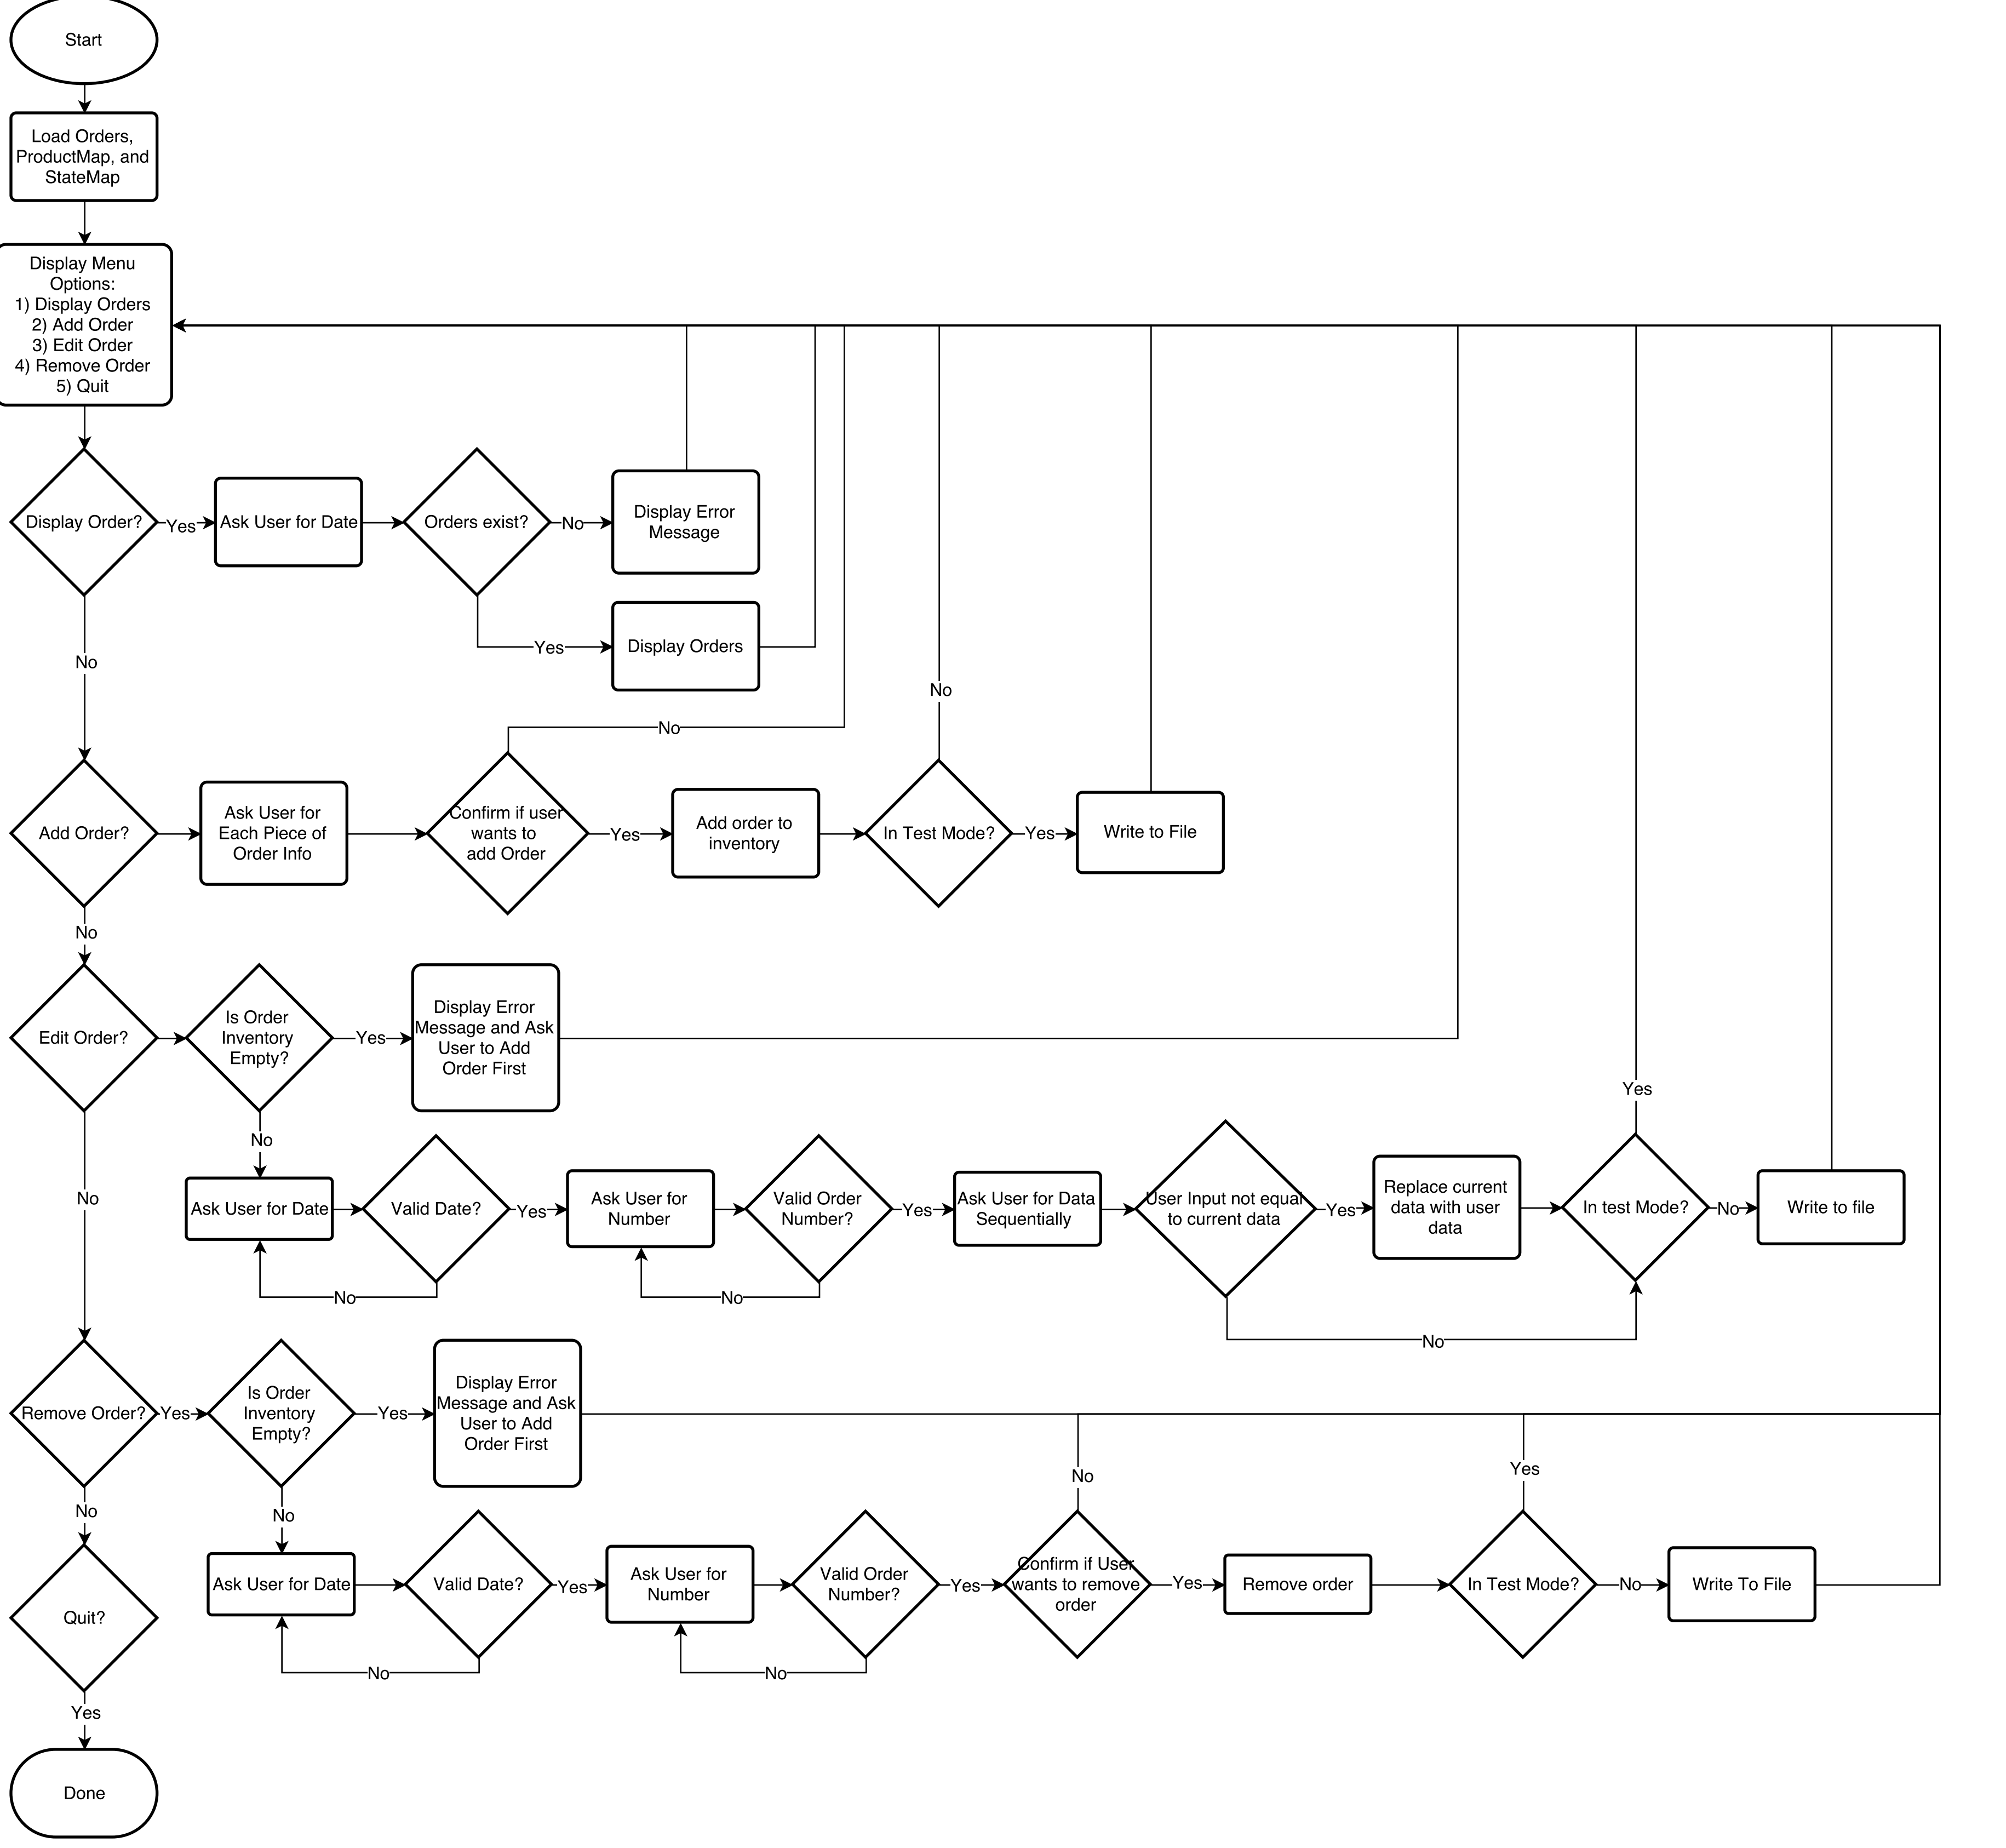 Start
Load Orders,
ProductMap, and
StateMap
Display Menu
Options:
1) Display Orders
2) Add Order
3) Edit Order
4) Remove Order
5) Quit
Display Order?
Yes
Ask User for Date
Orders exist?
No
Display Error
Message
Yes
Display Orders
No
No
No
Add Order?
Ask User for
Each Piece of
Order Info
Confirm if user
wants to
add Order
Yes
Add order to
inventory
In Test Mode?
Yes
Write to File
No
Edit Order?
Is Order
Inventory
Empty?
Yes
Display Error
Message and Ask
User to Add
Order First
Yes
No
No
Ask User for Date
Valid Date?
Yes
Ask User for
Number
Valid Order
Number?
Yes
Ask User for Data
Sequentially
User Input not equal
to current data
Yes
Replace current
data with user
data
In test Mode?
No
Write to file
No
No
No
Remove Order?
Yes
Is Order
Inventory
Empty?
Yes
Display Error
Message and Ask
User to Add
Order First
No
Yes
No
No
Ask User for Date
Valid Date?
Yes
Ask User for
Number
Valid Order
Number?
Yes
Confirm if User
wants to remove
order
Yes
Remove order
In Test Mode?
No
Write To File
Quit?
No
No
Yes
Done